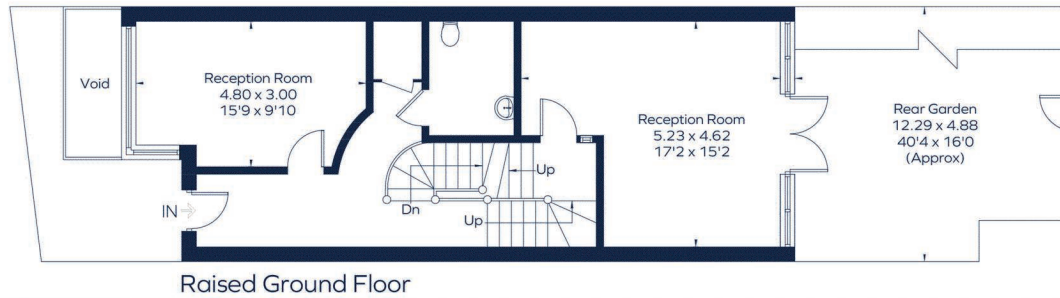 Void
Reception Room
4.80 x 3.00
15'9 x 9'10
IN
Dn
Up
Up
Reception Room
5.23 x 4.62
17'2 x 15'2
Rear Garden
12.29 x 4.88
40'4 x 16'0
(Approx)
Raised Ground Floor